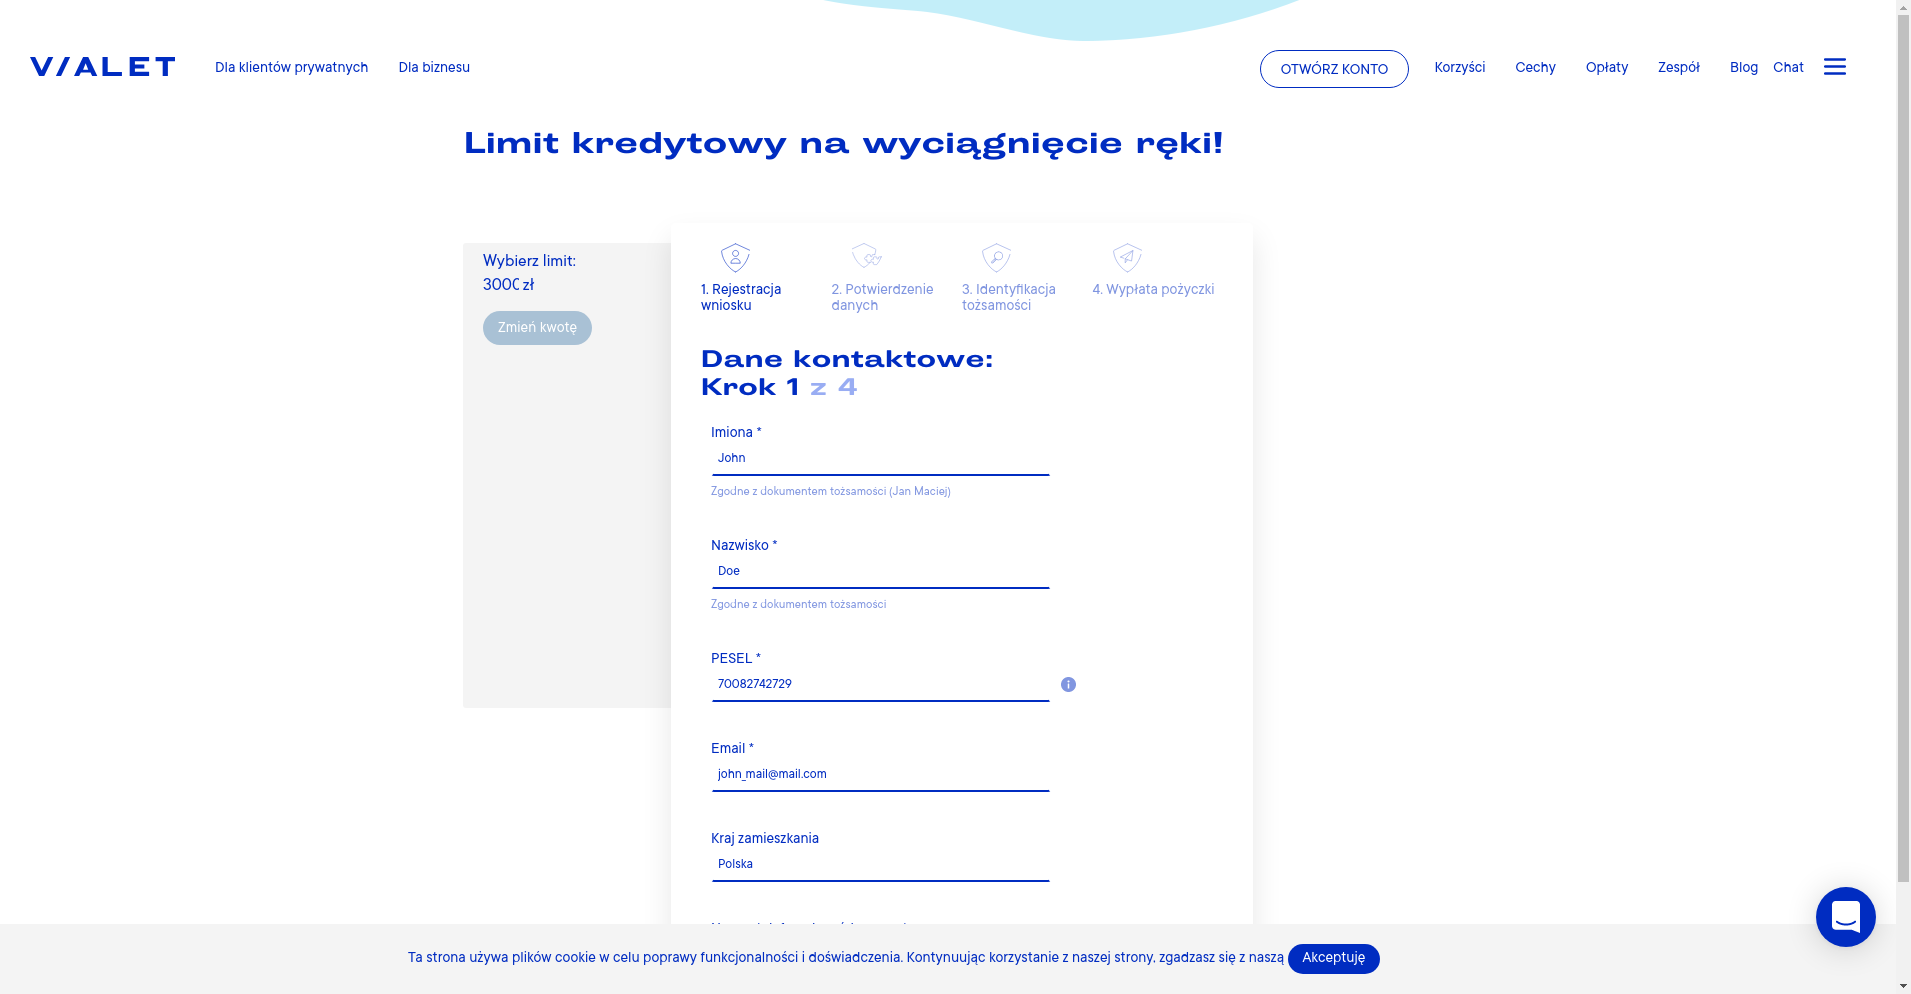 VIALET
Dla klientów prywatnych
Dla biznesu
OTWÓRZ KONTO
Korzyści
Cechy
Opłaty
Zespół
Blog
Chat
Limit kredytowy na wyciągnięcie ręki!
Wybierz limit:
3000 zł
Zmień kwotę
1. Rejestracja
wniosku
2. Potwierdzenie
danych
3. Identyfikacja
tożsamości
4. Wypłata pożyczki
Dane kontaktowe:
Krok 1 z 4
Imiona *
John
Zgodne z dokumentem tożsamości (Jan Maciej)
Nazwisko *
Doe
Zgodne z dokumentem tożsamości
PESEL *
70082742729
Email *
john_mail@mail.com
Kraj zamieszkania
Polska
Ta strona używa plików cookie w celu poprawy funkcjonalności i doświadczenia. Kontynuując korzystanie z naszej strony, zgadzasz się z naszą
Akceptuję